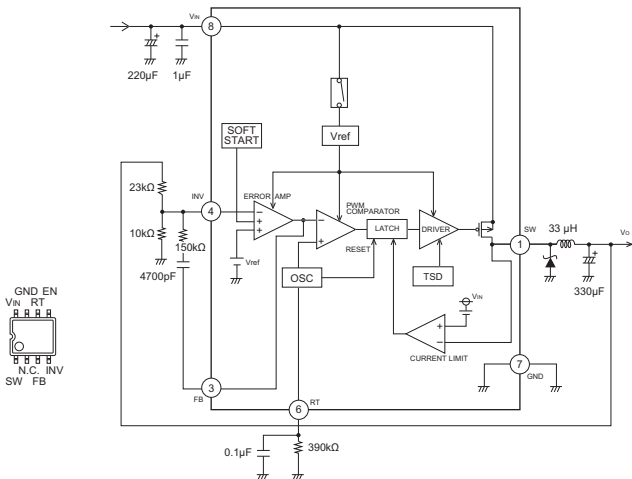 VIN
8
220µF
1µF
SOFT
START
Vref
23kΩ
INV
ERROR AMP
PWM
COMPARATOR
4
10kΩ
150kΩ
4700pF
Vref
LATCH
DRIVER
RESET
OSC
TSD
SW
1
33 µH
VO
330µF
VIN
CURRENT LIMIT
GND EN
VIN RT
N.C. INV
SW FB
3
FB
6
RT
7
GND
0.1µF
390kΩ